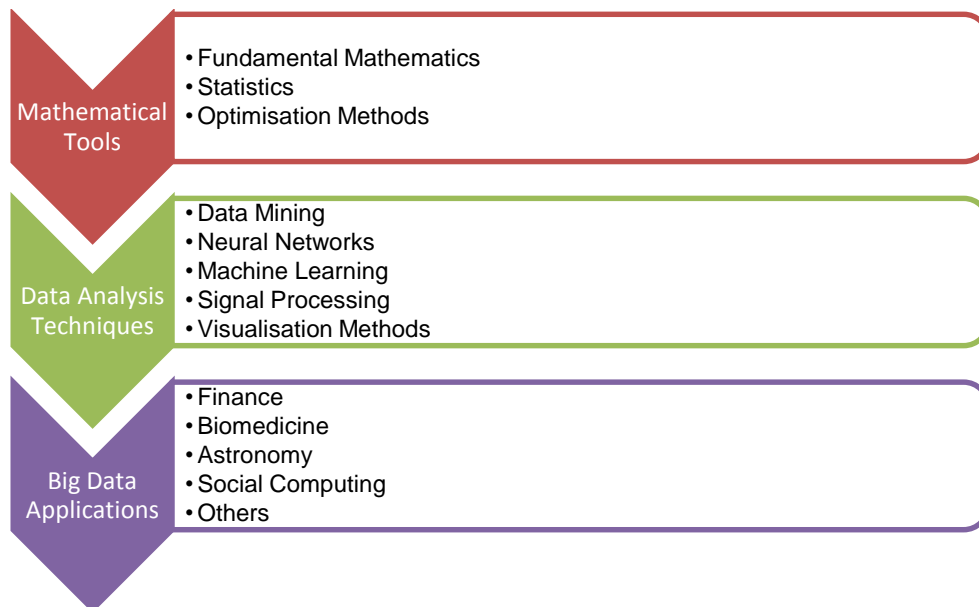 Mathematical
Tools
• Fundamental Mathematics
• Statistics
• Optimisation Methods
Data Analysis
Techniques
• Data Mining
• Neural Networks
• Machine Learning
• Signal Processing
• Visualisation Methods
Big Data
Applications
• Finance
• Biomedicine
• Astronomy
• Social Computing
• Others